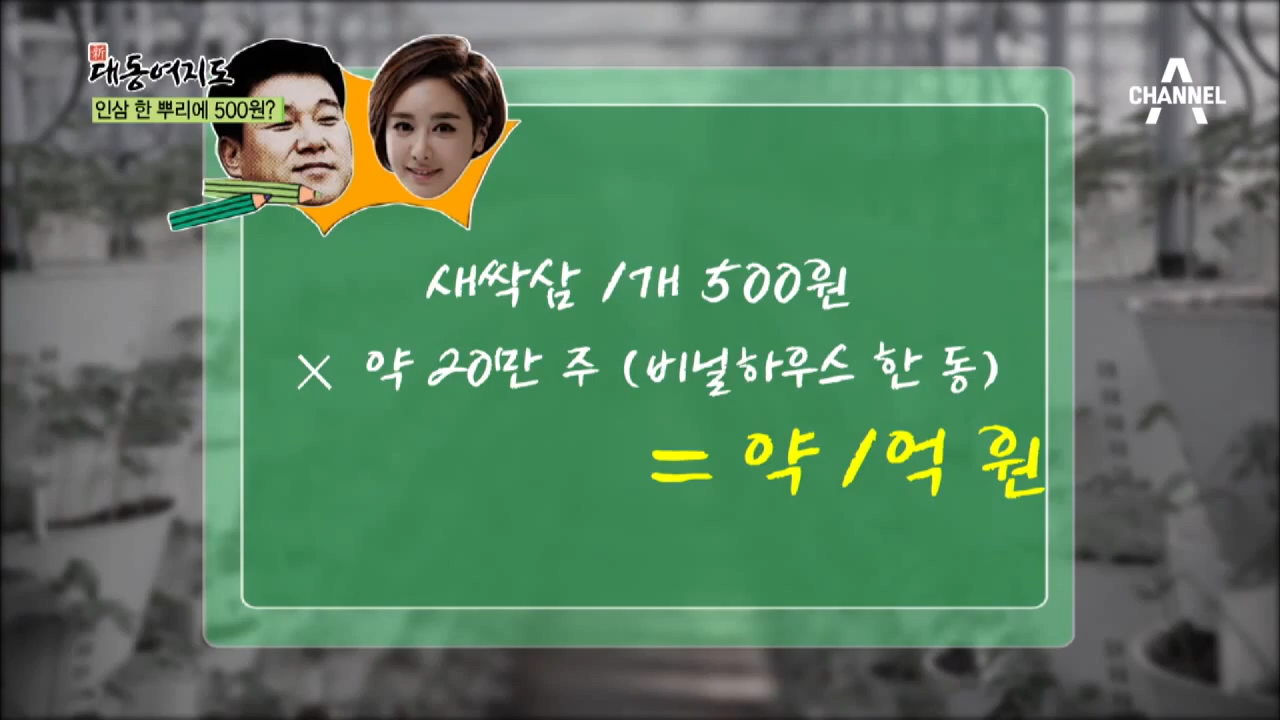 新
대동여지도
인삼 한 뿌리에 500원?
CHANNEL A
새싹삼 1개 500원
× 약 20만 주 (비닐하우스 한 동)
= 약 1억 원